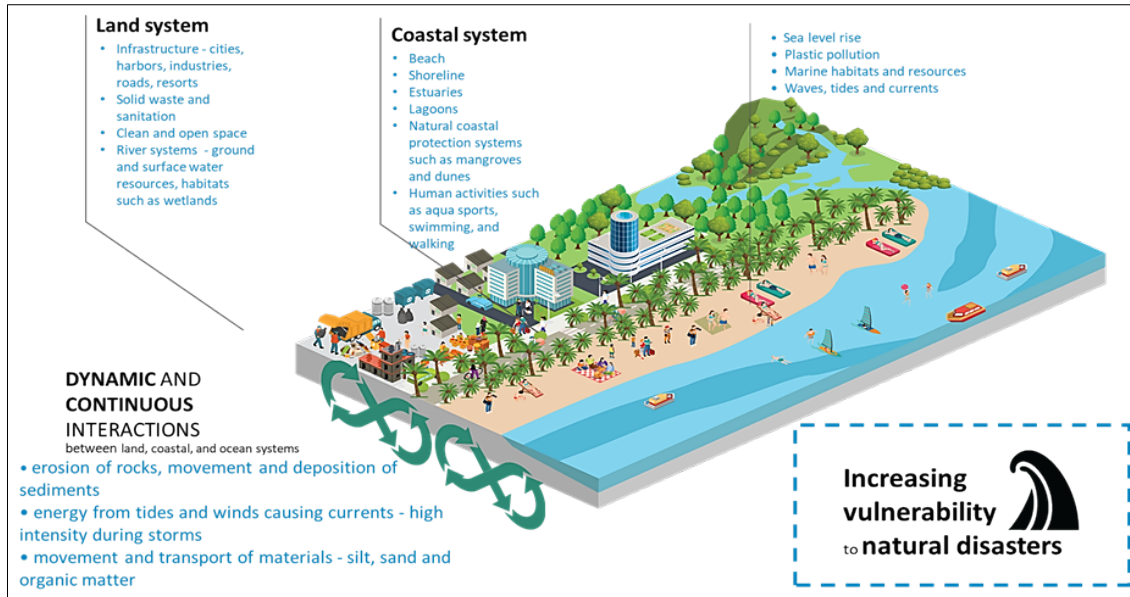 Land system
• Infrastructure - cities,
harbors, industries,
roads, resorts
• Solid waste and
sanitation
• Clean and open space
• River systems - ground
and surface water
resources, habitats
such as wetlands
Coastal system
• Beach
• Shoreline
• Estuaries
• Lagoons
• Natural coastal
protection systems
such as mangroves
and dunes
• Human activities such
as aqua sports,
swimming, and
walking
• Sea level rise
• Plastic pollution
• Marine habitats and resources
• Waves, tides and currents
DYNAMIC AND
CONTINUOUS
INTERACTIONS
between land, coastal, and ocean systems
• erosion of rocks, movement and deposition of
sediments
• energy from tides and winds causing currents - high
intensity during storms
• movement and transport of materials - silt, sand and
organic matter
Increasing
vulnerability
to natural disasters